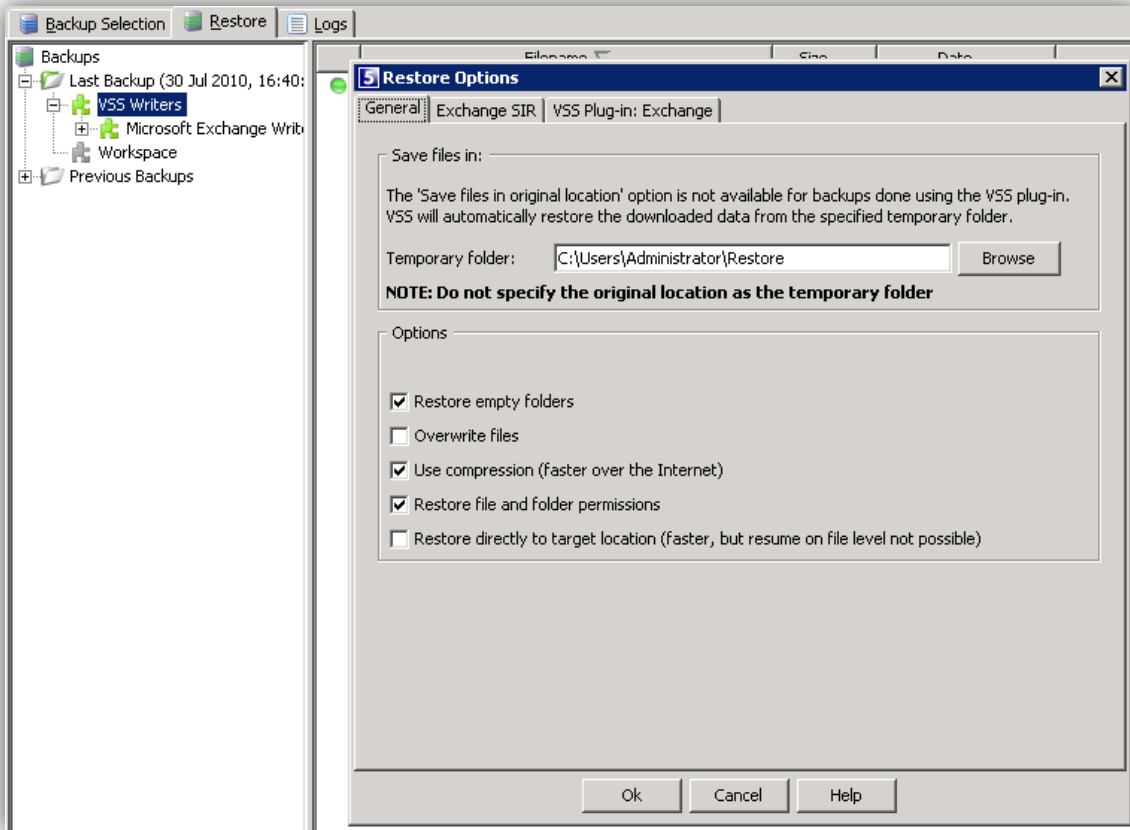 Backup Selection
Restore
Logs
Backups
Last Backup (30 Jul 2010, 16:40:
VSS Writers
Microsoft Exchange Write
Workspace
Previous Backups
Filename
Size
Date
5 Restore Options
General
Exchange SIR
VSS Plug-in: Exchange
Save files in:
The 'Save files in original location' option is not available for backups done using the VSS plug-in.
VSS will automatically restore the downloaded data from the specified temporary folder.
Temporary folder:
C:\Users\Administrator\Restore
Browse
NOTE: Do not specify the original location as the temporary folder
Options
Restore empty folders
Overwrite files
Use compression (faster over the Internet)
Restore file and folder permissions
Restore directly to target location (faster, but resume on file level not possible)
Ok
Cancel
Help